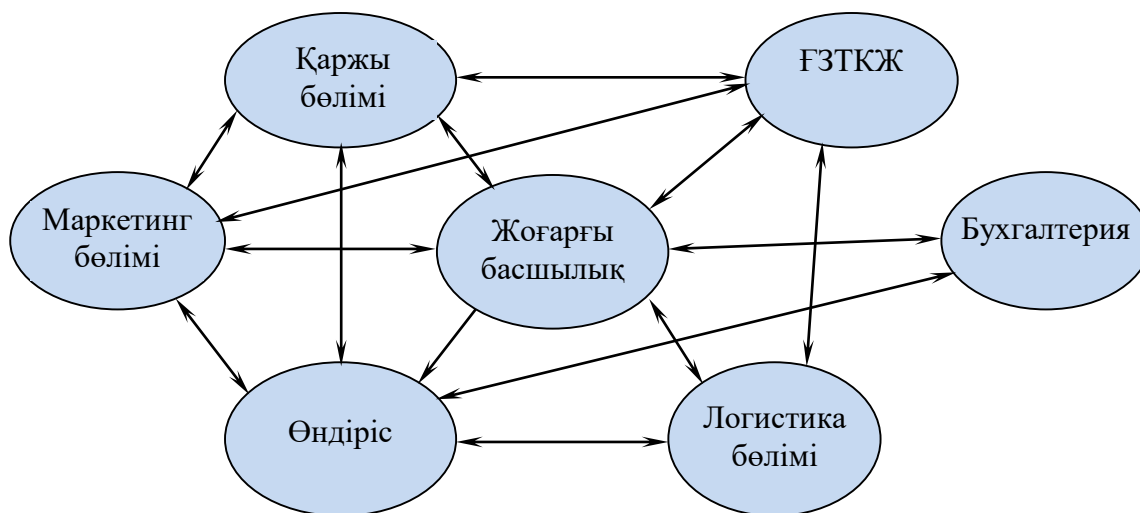 Қаржы
бөлімі
ҒЗТКЖ
Маркетинг
бөлімі
Жоғарғы
басшылық
Бухгалтерия
Өндіріс
Логистика
бөлімі